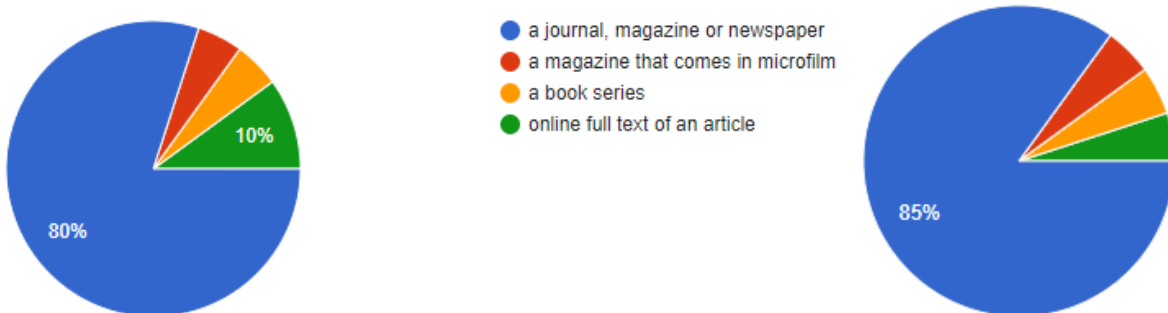 a journal, magazine or newspaper
a magazine that comes in microfilm
a book series
online full text of an article
10%
80%
85%